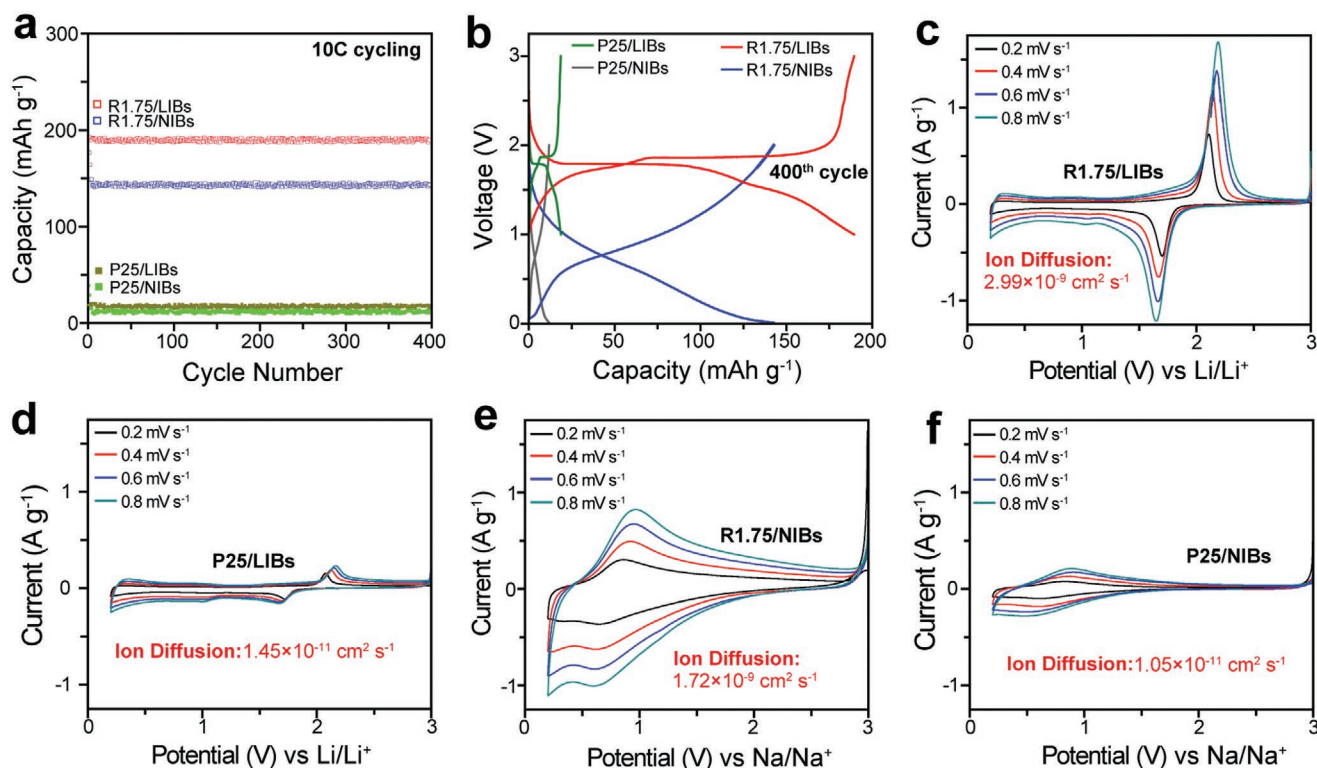 a
300
200
100
0
0
100
200
300
400
Capacity (mAh g⁻¹)
Cycle Number
10C cycling
R1.75/LIBs
R1.75/NIBs
P25/LIBs
P25/NIBs
b
3
2
1
0
0
50
100
150
200
Voltage (V)
Capacity (mAh g⁻¹)
P25/LIBs
P25/NIBs
R1.75/LIBs
R1.75/NIBs
400th cycle
c
1
0
-1
1
2
3
Current (A g⁻¹)
Potential (V) vs Li/Li⁺
0.2 mV s⁻¹
0.4 mV s⁻¹
0.6 mV s⁻¹
0.8 mV s⁻¹
R1.75/LIBs
Ion Diffusion:
2.99×10⁻⁹ cm² s⁻¹
d
1
0
-1
0
1
2
3
Current (A g⁻¹)
Potential (V) vs Li/Li⁺
0.2 mV s⁻¹
0.4 mV s⁻¹
0.6 mV s⁻¹
0.8 mV s⁻¹
P25/LIBs
Ion Diffusion:1.45×10⁻¹¹ cm² s⁻¹
e
1
0
-1
0
1
2
3
Current (A g⁻¹)
Potential (V) vs Na/Na⁺
0.2 mV s⁻¹
0.4 mV s⁻¹
0.6 mV s⁻¹
0.8 mV s⁻¹
R1.75/NIBs
Ion Diffusion:
1.72×10⁻⁹ cm² s⁻¹
f
1
0
-1
0
1
2
3
Current (A g⁻¹)
Potential (V) vs Na/Na⁺
0.2 mV s⁻¹
0.4 mV s⁻¹
0.6 mV s⁻¹
0.8 mV s⁻¹
P25/NIBs
Ion Diffusion:1.05×10⁻¹¹ cm² s⁻¹